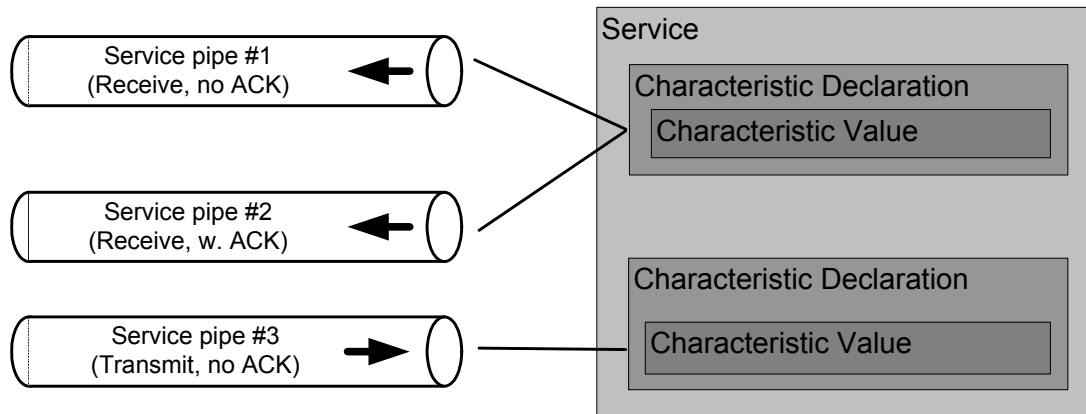 Service pipe #1
(Receive, no ACK)
Service pipe #2
(Receive, w. ACK)
Service pipe #3
(Transmit, no ACK)
Service
Characteristic Declaration
Characteristic Value
Characteristic Declaration
Characteristic Value